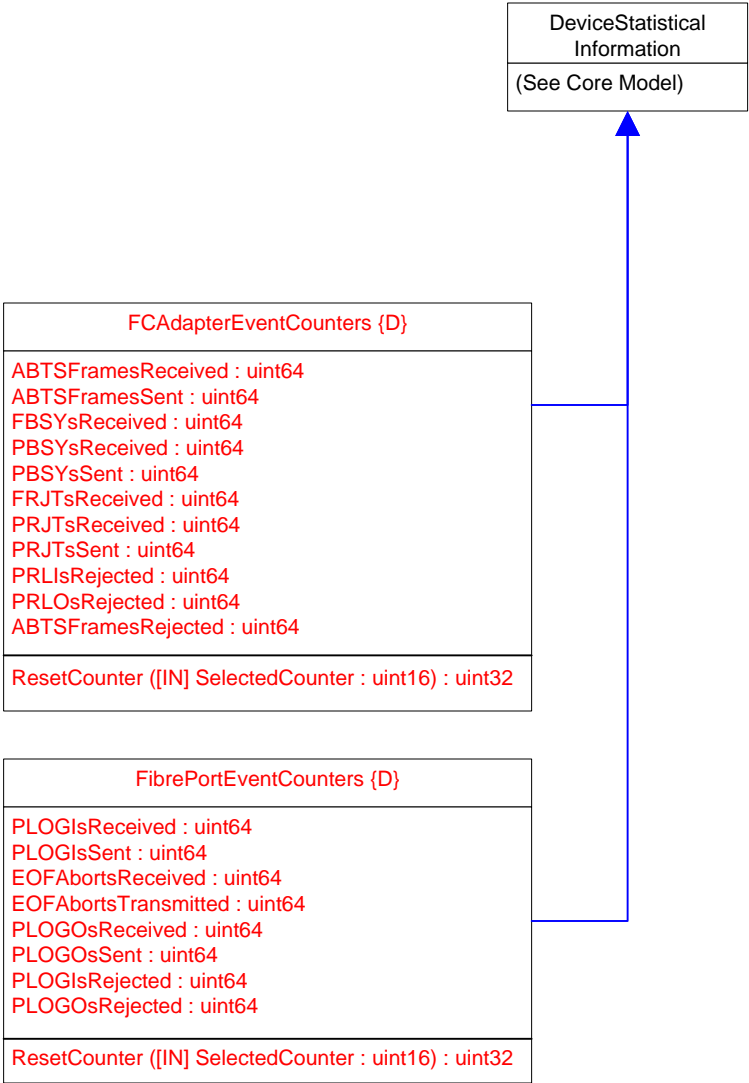 DeviceStatistical
Information
(See Core Model)
FCAdapterEventCounters {D}
ABTSFramesReceived : uint64
ABTSFramesSent : uint64
FBSYsReceived : uint64
PBSYsReceived : uint64
PBSYsSent : uint64
FRJTsReceived : uint64
PRJTsReceived : uint64
PRJTsSent : uint64
PRLIsRejected : uint64
PRLOsRejected : uint64
ABTSFramesRejected : uint64
ResetCounter ([IN] SelectedCounter : uint16) : uint32
FibrePortEventCounters {D}
PLOGIsReceived : uint64
PLOGIsSent : uint64
EOFAbortsReceived : uint64
EOFAbortsTransmitted : uint64
PLOGOsReceived : uint64
PLOGOsSent : uint64
PLOGIsRejected : uint64
PLOGOsRejected : uint64
ResetCounter ([IN] SelectedCounter : uint16) : uint32